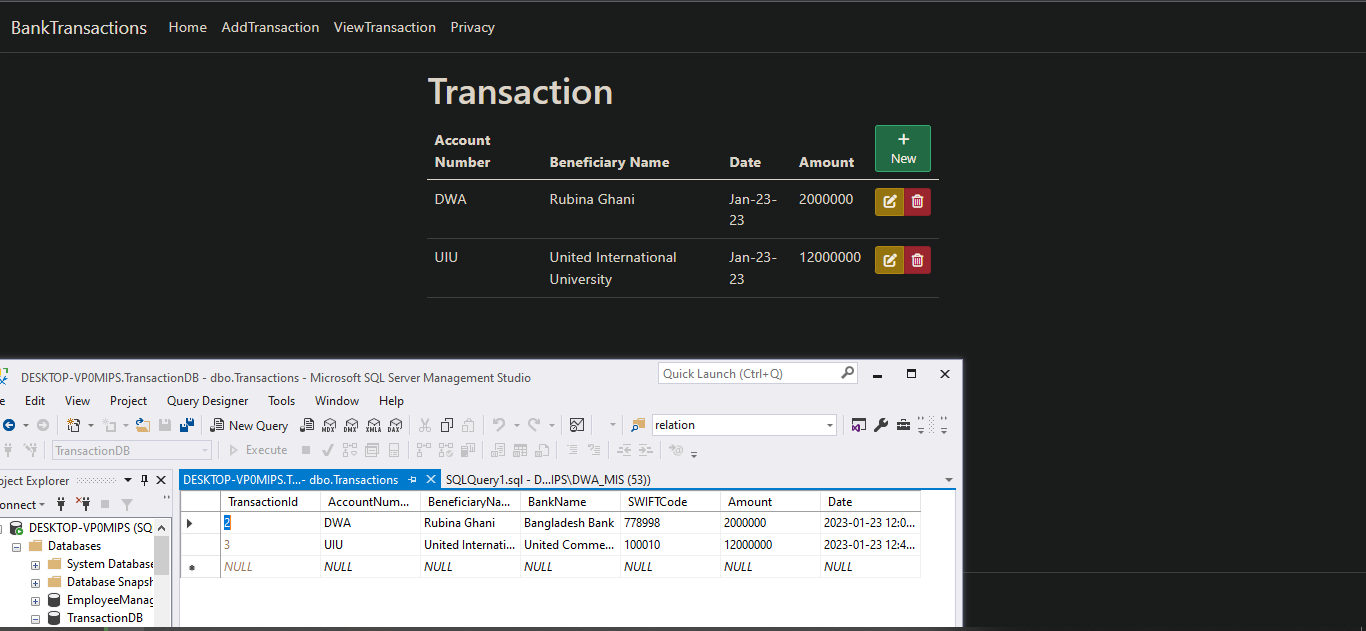 BankTransactions Home AddTransaction ViewTransaction Privacy
Transaction
Account Number Beneficiary Name Date Amount + New
DWA Rubina Ghani Jan-23-23 2000000
UIU United International University Jan-23-23 12000000
DESKTOP-VP0MIPS.TransactionDB - dbo.Transactions - Microsoft SQL Server Management Studio Quick Launch (Ctrl+Q)
Edit View Project Query Designer Tools Window Help
New Query MDX DMX XMLA DAX relation
TransactionDB Execute
oject Explorer DESKTOP-VP0MIPS.T...- dbo.Transactions SQLQuery1.sql - D...IPS\DWA_MIS (53))
onnect TransactionId AccountNum... BeneficiaryNa... BankName SWIFTCode Amount Date
DESKTOP-VP0MIPS (SQ 2 DWA Rubina Ghani Bangladesh Bank 778998 2000000 2023-01-23 12:0...
Databases 3 UIU United Internati... United Comme... 100010 12000000 2023-01-23 12:4...
System Database NULL NULL NULL NULL NULL NULL NULL
Database Snapsh
EmployeeManag
TransactionDB